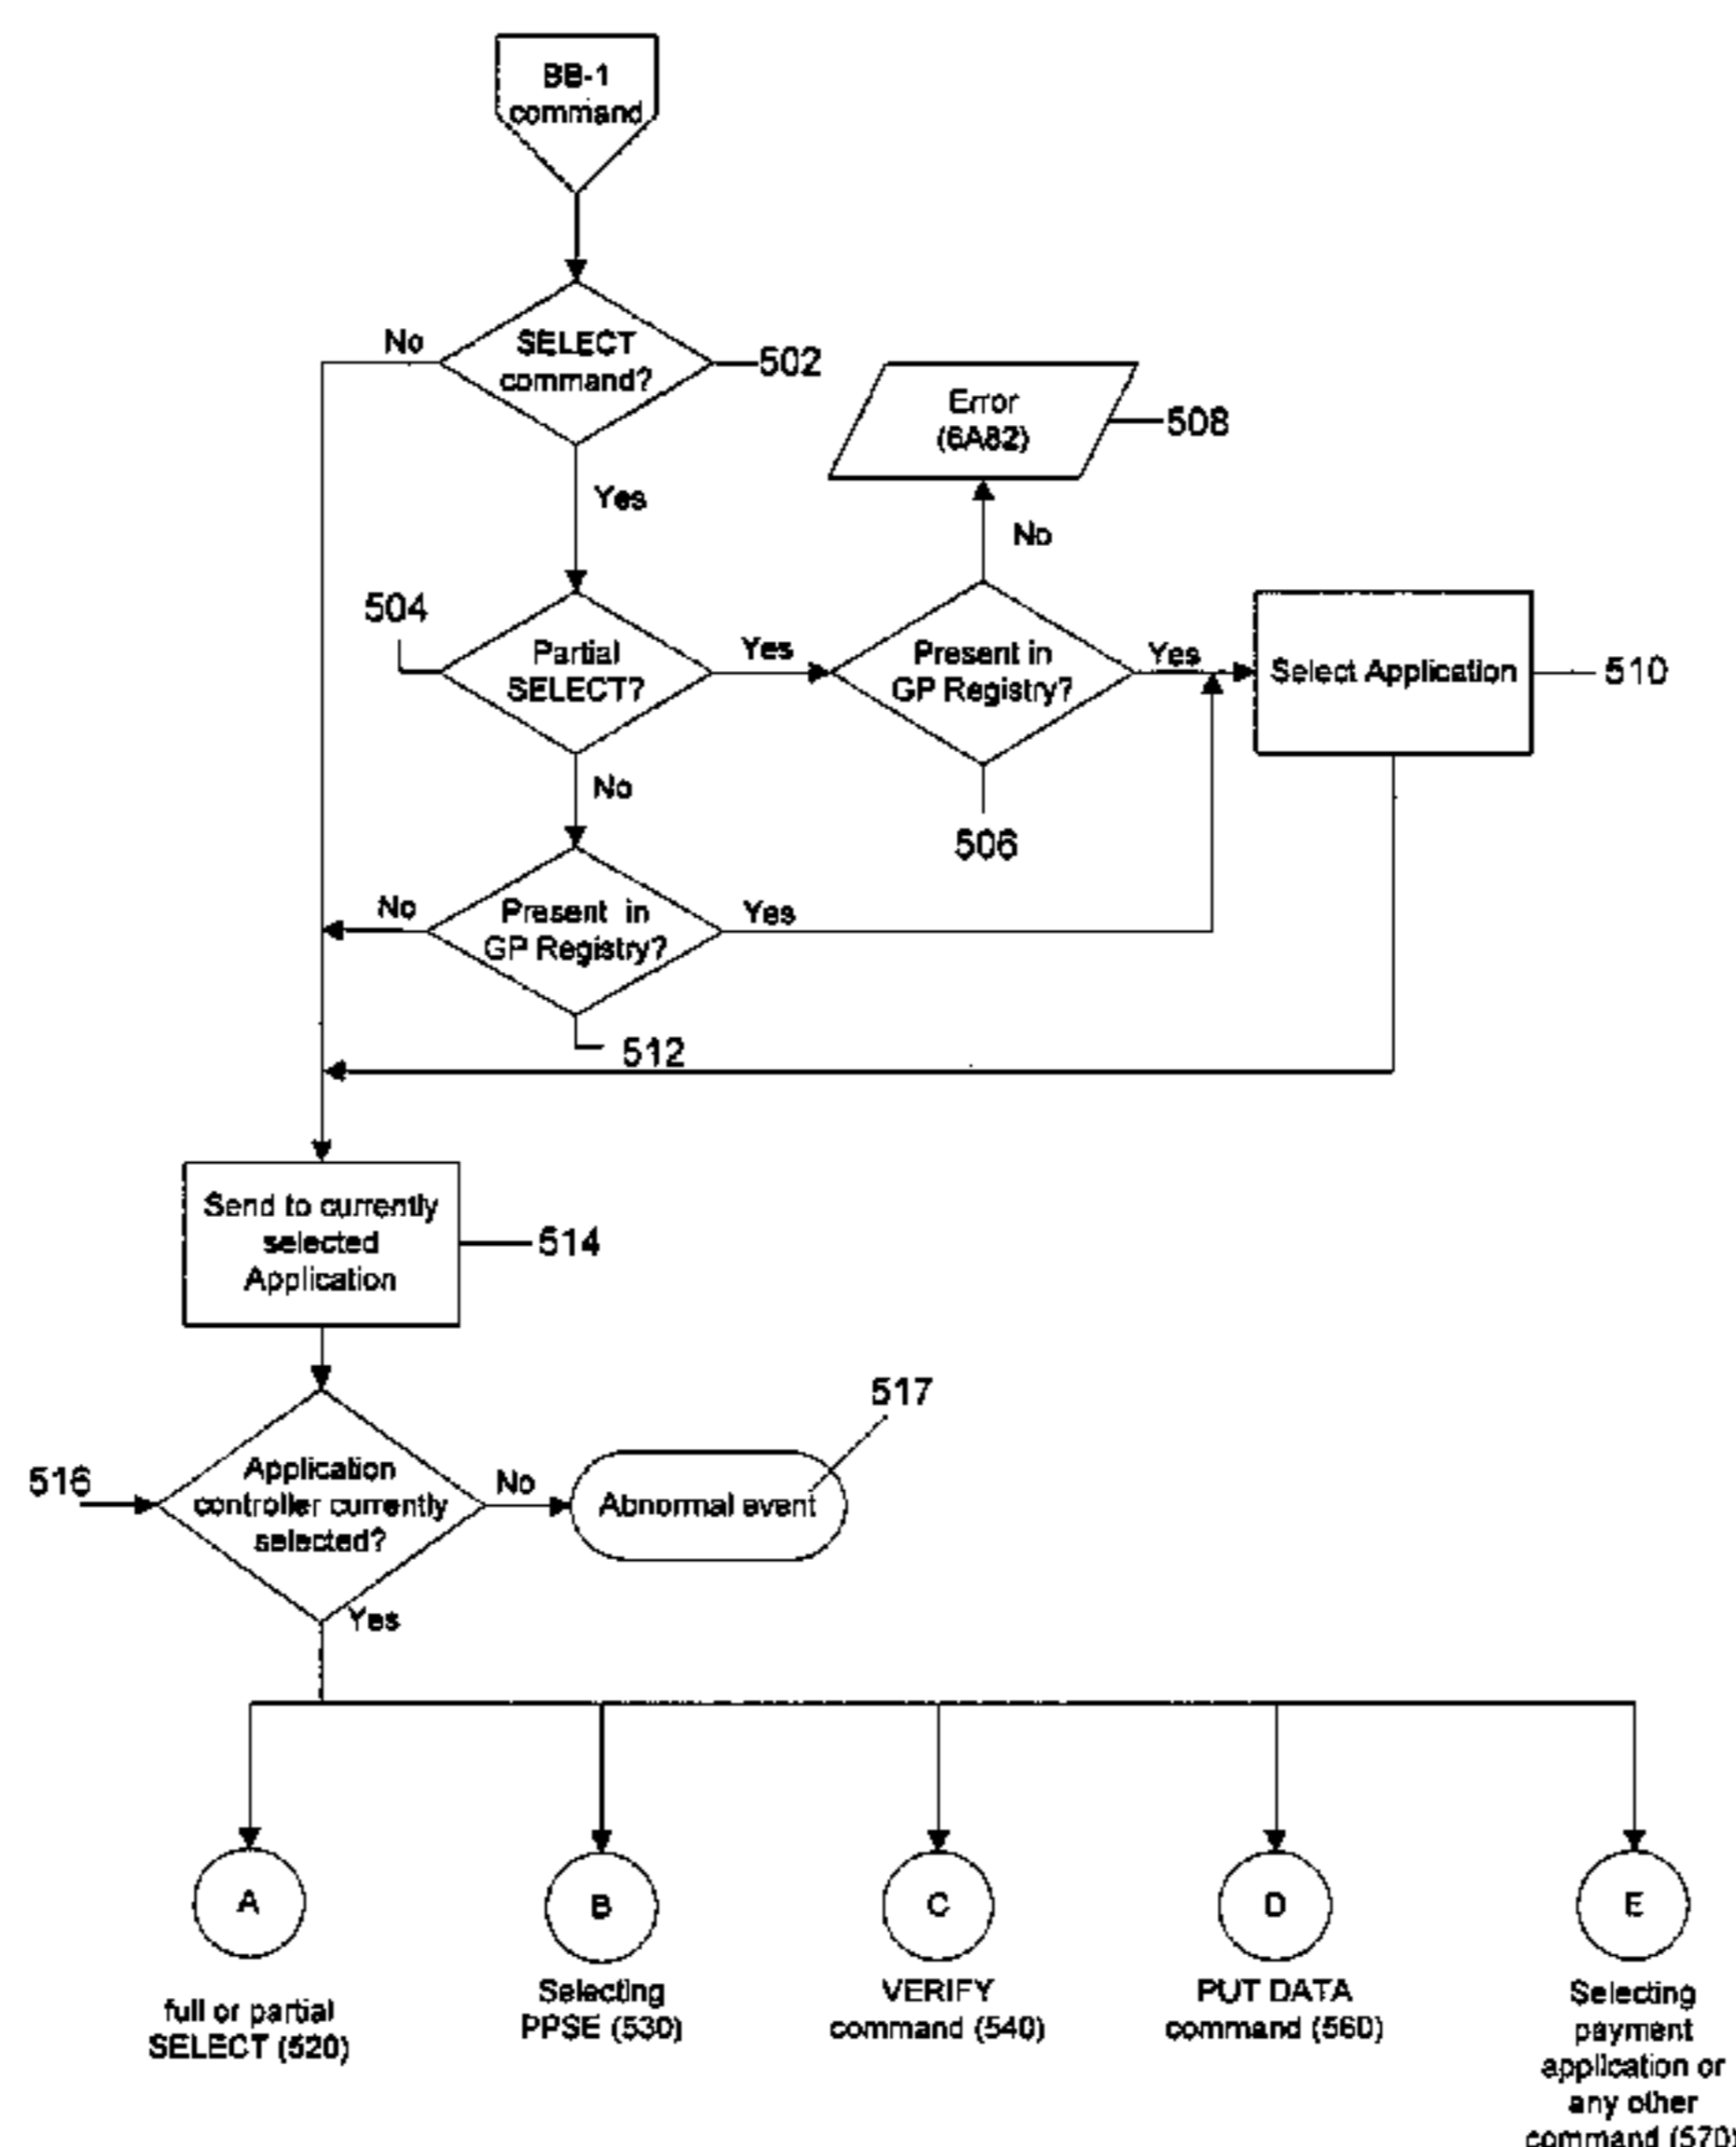 BB-1
command
SELECT
command?
No
502
Yes
Error
(6A82)
508
No
504
Partial
SELECT?
Yes
Present in
GP Registry?
Yes
Select Application
510
506
No
Present in
GP Registry?
No
Yes
512
Send to currently
selected
Application
514
516
Application
controller currently
selected?
No
Abnormal event
517
Yes
A
full or partial
SELECT (520)
B
Selecting
PPSE (530)
C
VERIFY
command (540)
D
PUT DATA
command (560)
E
Selecting
payment
application or
any other
command (570)